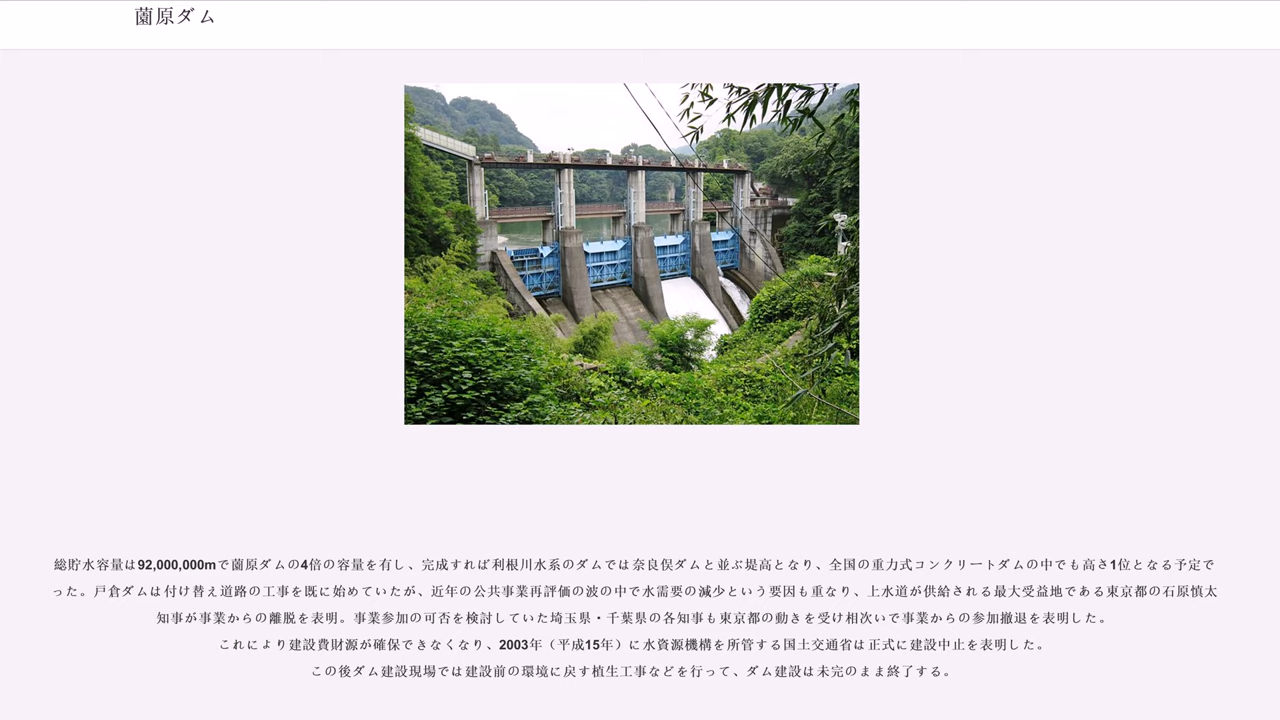 薗原ダム
総貯水容量は92,000,000mで薗原ダムの4倍の容量を有し、完成すれば利根川水系のダムでは奈良俣ダムと並ぶ堤高となり、全国の重力式コンクリートダムの中でも高さ1位となる予定で
った。戸倉ダムは付け替え道路の工事を既に始めていたが、近年の公共事業再評価の波の中で水需要の減少という要因も重なり、上水道が供給される最大受益地である東京都の石原慎太
知事が事業からの離脱を表明。事業参加の可否を検討していた埼玉県・千葉県の各知事も東京都の動きを受け相次いで事業からの参加撤退を表明した。
これにより建設費財源が確保できなくなり、2003年（平成15年）に水資源機構を所管する国土交通省は正式に建設中止を表明した。
この後ダム建設現場では建設前の環境に戻す植生工事などを行って、ダム建設は未完のまま終了する。